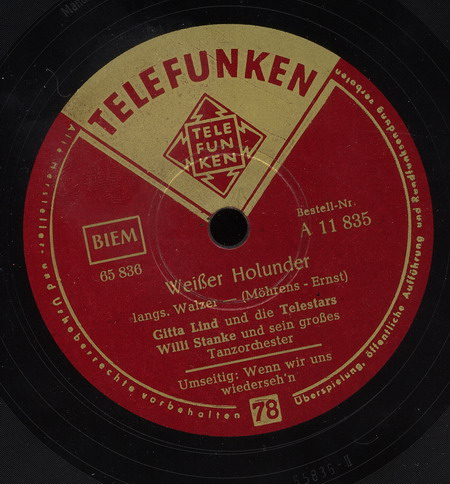 TELEFUNKEN
TELE
FUN
KEN
BIEM
65 836
Bestell-Nr.
A 11 835
Weißer Holunder
langs. Walzer — (Möhrens - Ernst)
Gitta Lind und die Telestars
Willi Stanke und sein großes
Tanzorchester
Umseitig: Wenn wir uns
wiederseh'n
78
Alle Hersteller- und Urheberrechte vorbehalten
Überspielung, öffentliche Aufführung und Rundfunksendung verboten